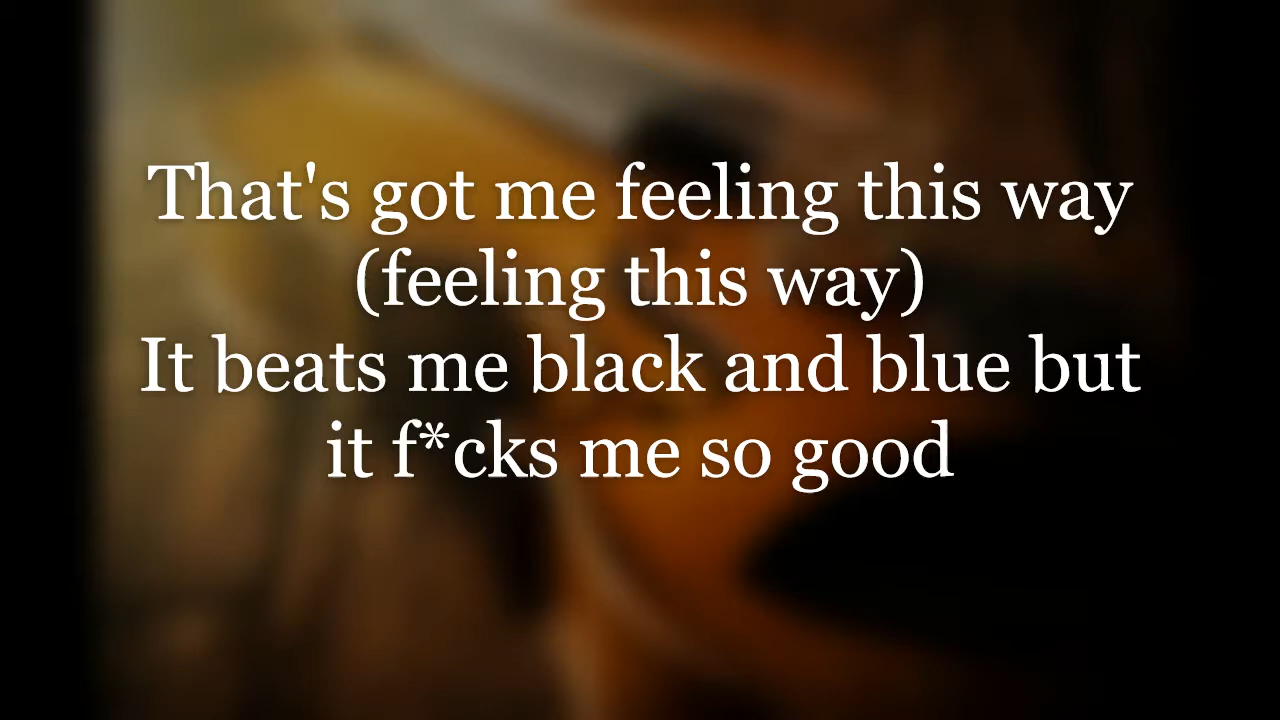 That's got me feeling this way
(feeling this way)
It beats me black and blue but
it f*cks me so good